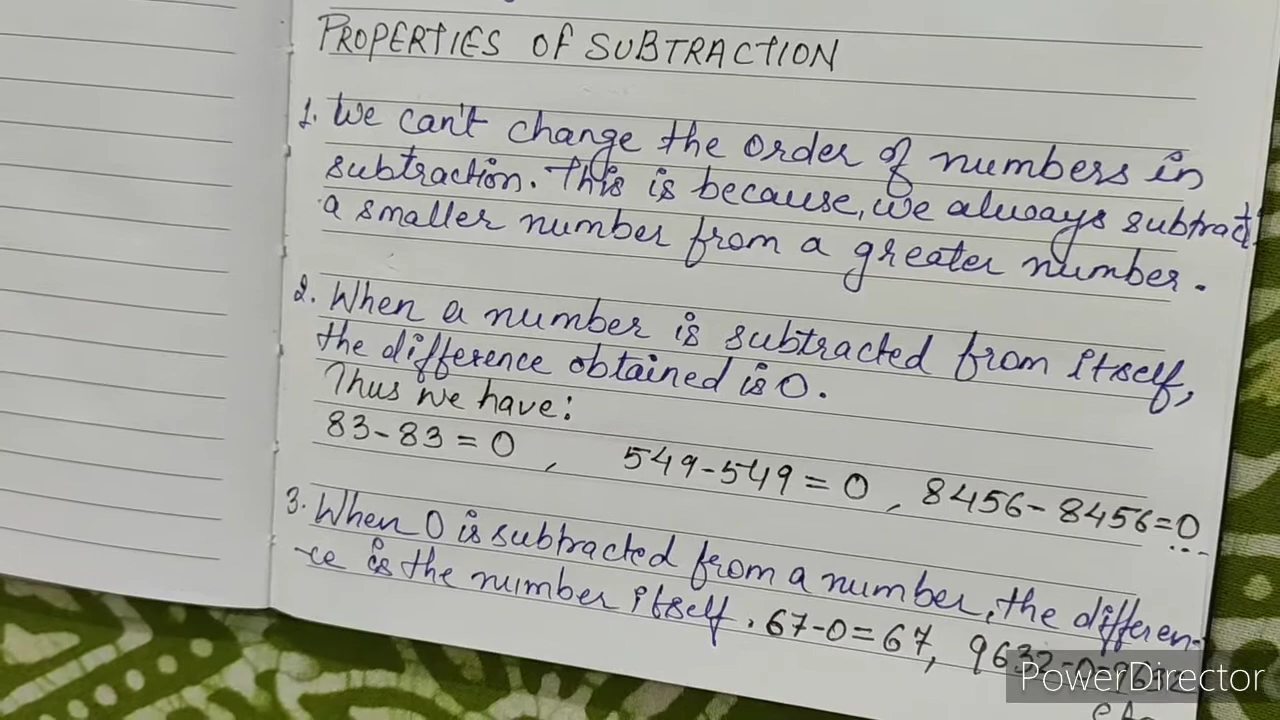 PROPERTIES OF SUBTRACTION
1. We can't change the order of numbers in
subtraction. This is because, we always subtract
a smaller number from a greater number.
2. When a number is subtracted from itself,
the difference obtained is 0.
Thus we have:
83-83=0, 549-549=0, 8456-8456=0...
3. When 0 is subtracted from a number, the differen-
-ce is the number itself. 67-0=67, 9632-0=9632
PowerDirector